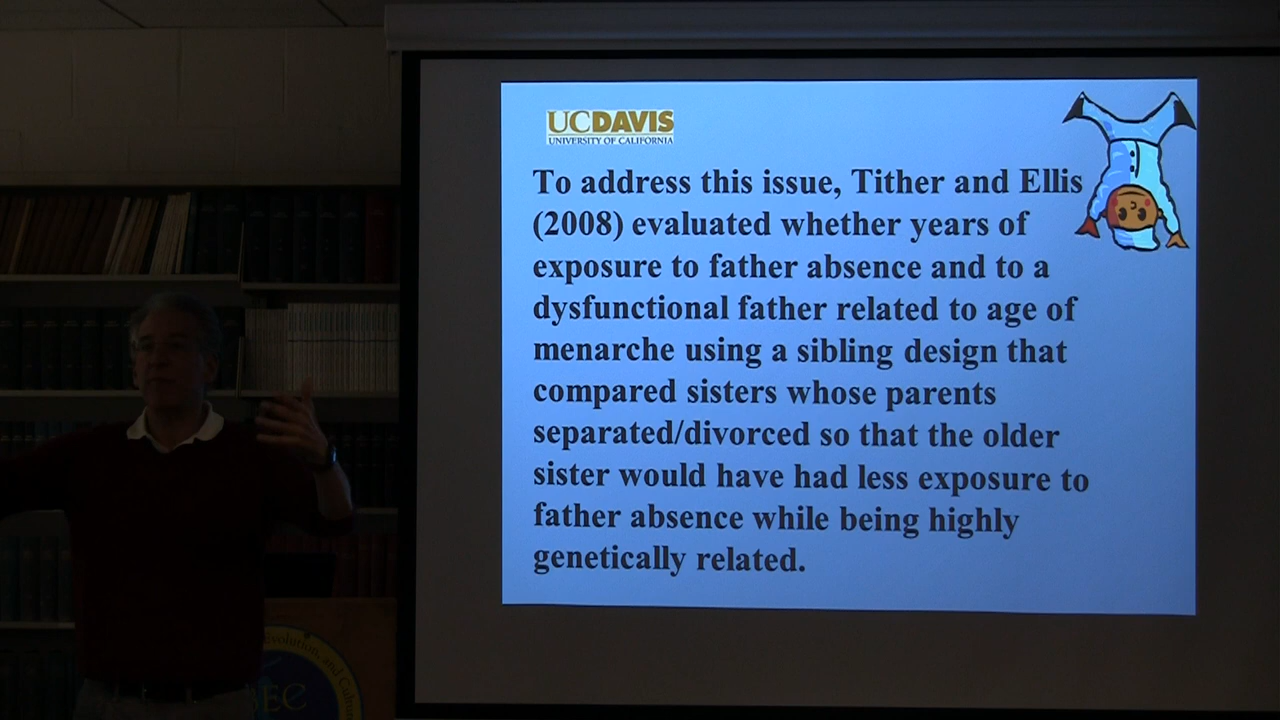 UCDAVIS
UNIVERSITY OF CALIFORNIA
To address this issue, Tither and Ellis
(2008) evaluated whether years of
exposure to father absence and to a
dysfunctional father related to age of
menarche using a sibling design that
compared sisters whose parents
separated/divorced so that the older
sister would have had less exposure to
father absence while being highly
genetically related.
Evolution, and
BEC